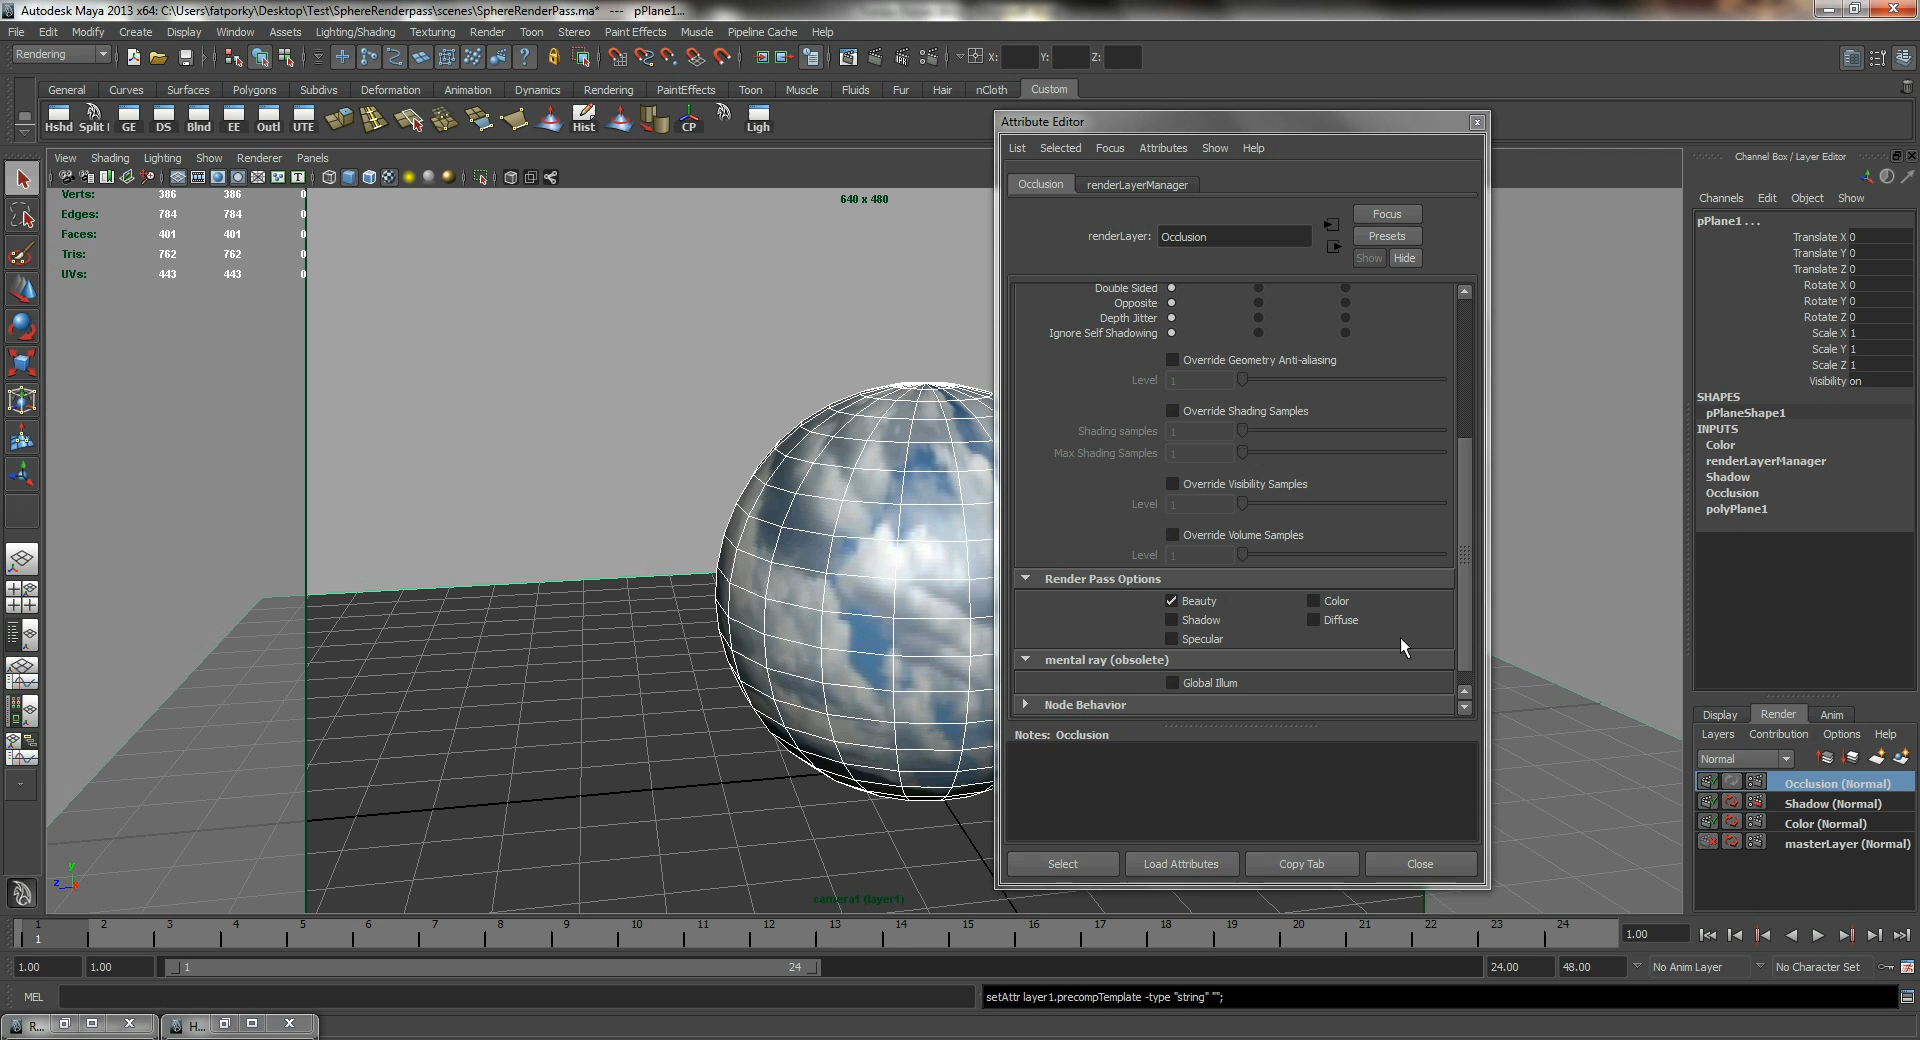 Autodesk Maya 2013 x64: C:\Users\fatporky\Desktop\Test\SphereRenderpass\scenes\SphereRenderPass.ma* --- pPlane1...
File Edit Modify Create Display Window Assets Lighting/Shading Texturing Render Toon Stereo Paint Effects Muscle Pipeline Cache Help
Rendering X: Y: Z:
General Curves Surfaces Polygons Subdivs Deformation Animation Dynamics Rendering PaintEffects Toon Muscle Fluids Fur Hair nCloth Custom
Hshd Split GE DS Blnd EE Outl UTE Hist CP Ligh
View Shading Lighting Show Renderer Panels
Verts: 386 386 0
Edges: 784 784 0
Faces: 401 401 0
Tris: 762 762 0
UVs: 443 443 0
640 x 480
camera1 (layer1)
Attribute Editor
List Selected Focus Attributes Show Help
Occlusion renderLayerManager
renderLayer: Occlusion
Focus
Presets
Show Hide
Double Sided
Opposite
Depth Jitter
Ignore Self Shadowing
Override Geometry Anti-aliasing
Level 1
Override Shading Samples
Shading samples 1
Max Shading Samples 1
Override Visibility Samples
Level 1
Override Volume Samples
Level 1
Render Pass Options
Beauty Color
Shadow Diffuse
Specular
mental ray (obsolete)
Global Illum
Node Behavior
Notes: Occlusion
Select Load Attributes Copy Tab Close
Channel Box / Layer Editor
Channels Edit Object Show
pPlane1 . . .
Translate X 0
Translate Y 0
Translate Z 0
Rotate X 0
Rotate Y 0
Rotate Z 0
Scale X 1
Scale Y 1
Scale Z 1
Visibility on
SHAPES
pPlaneShape1
INPUTS
Color
renderLayerManager
Shadow
Occlusion
polyPlane1
Display Render Anim
Layers Contribution Options Help
Normal
Occlusion (Normal)
Shadow (Normal)
Color (Normal)
masterLayer (Normal)
1 2 3 4 5 6 7 8 9 10 11 12 13 14 15 16 17 18 19 20 21 22 23 24
1
1.00
1.00 1.00 1 24 24.00 48.00 No Anim Layer No Character Set
MEL setAttr layer1.precompTemplate -type "string" "";
R... H...
y
z x